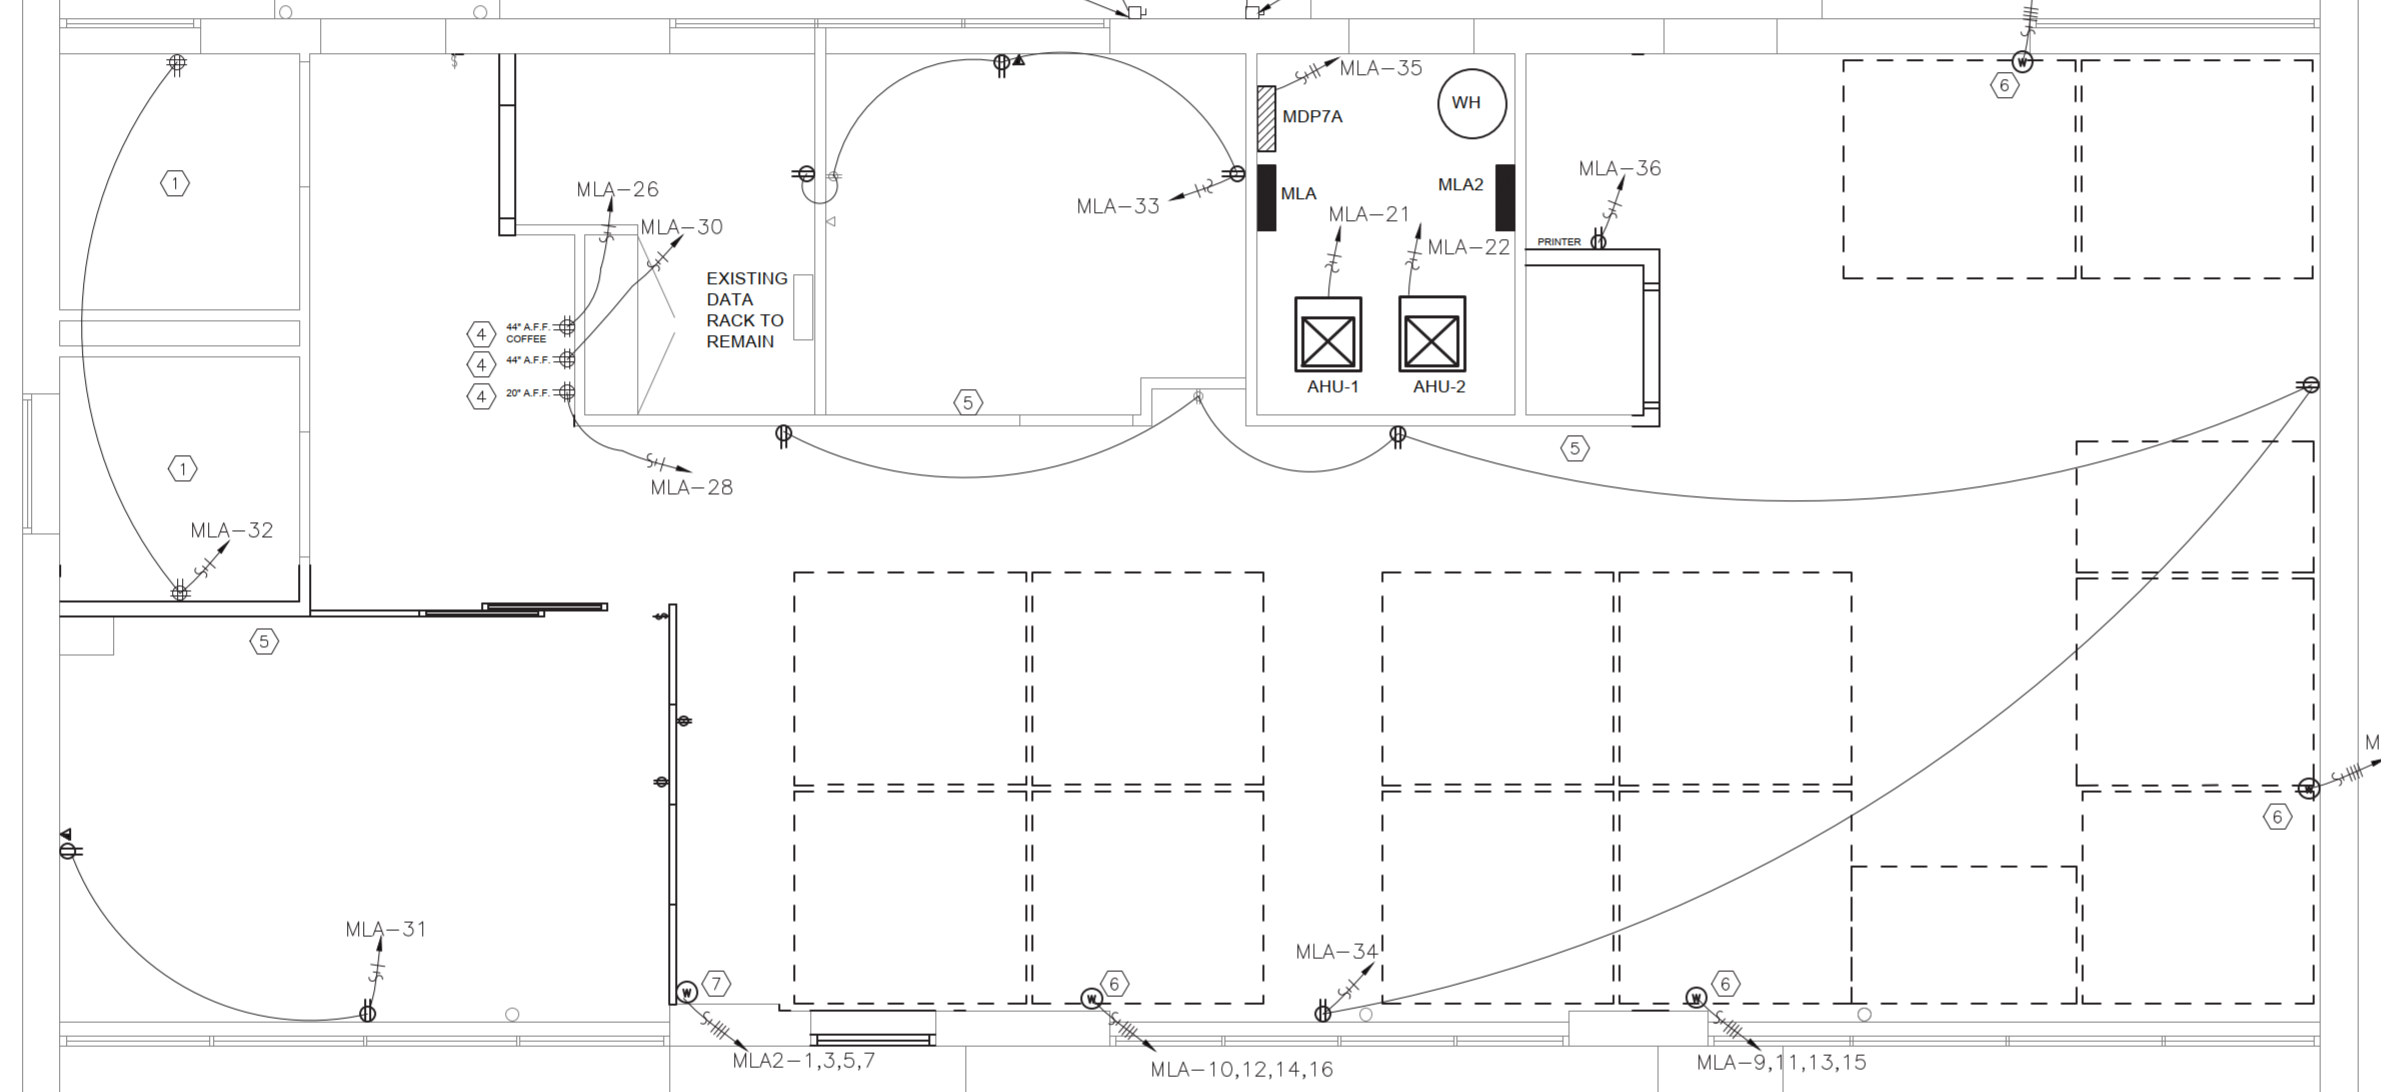 W
6
MLA-35
WH
MDP7A
MLA-36
1
MLA-26
MLA-33
MLA
MLA2
MLA-30
MLA-21
MLA-22
PRINTER
EXISTING
DATA
RACK TO
REMAIN
4
44" A.F.F.
COFFEE
4
44" A.F.F.
4
20" A.F.F.
AHU-1
AHU-2
5
5
1
MLA-28
MLA-32
$
5
M
W
6
MLA-31
MLA-34
W
7
W
6
W
6
MLA2-1,3,5,7
MLA-10,12,14,16
MLA-9,11,13,15